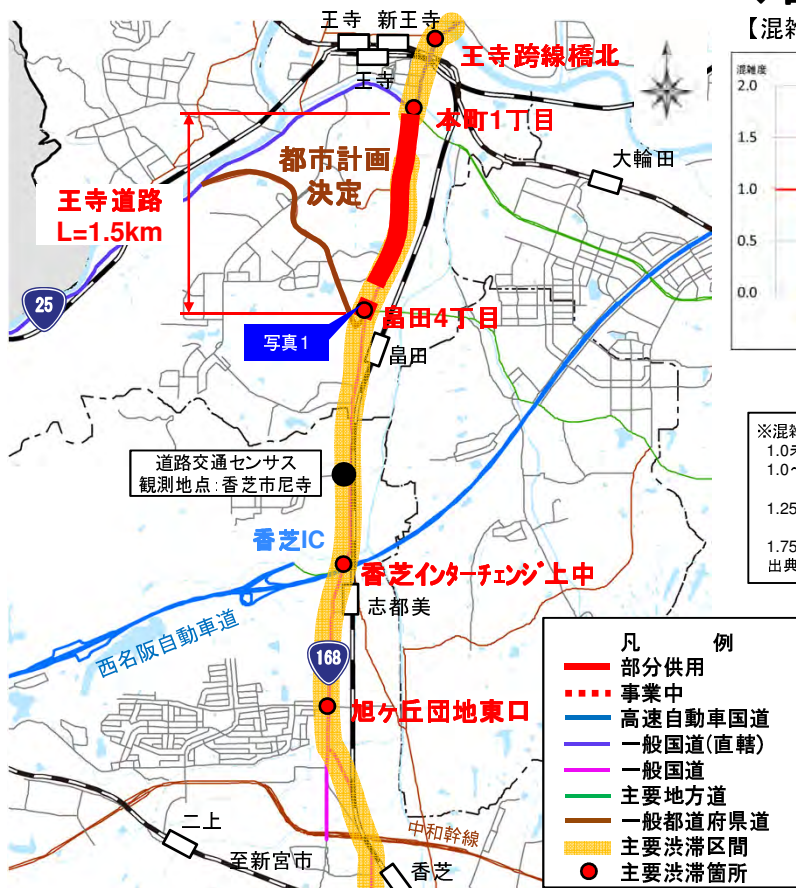 王寺 新王寺
【混雑
王寺跨線橋北
王寺
混雑度
2.0
本町1丁目
1.5
都市計画
決定
大輪田
王寺道路
L=1.5km
1.0
0.5
0.0
25
畠田4丁目
写真1
畠田
道路交通センサス
観測地点:香芝市尼寺
※混雑
1.0未
1.0~
1.25
1.75
出典
香芝IC
香芝インターチェンジ上中
志都美
西名阪自動車道
168
旭ヶ丘団地東口
凡 例
部分供用
事業中
高速自動車国道
一般国道(直轄)
一般国道
主要地方道
一般都道府県道
主要渋滞区間
主要渋滞箇所
二上
中和幹線
至新宮市
香芝